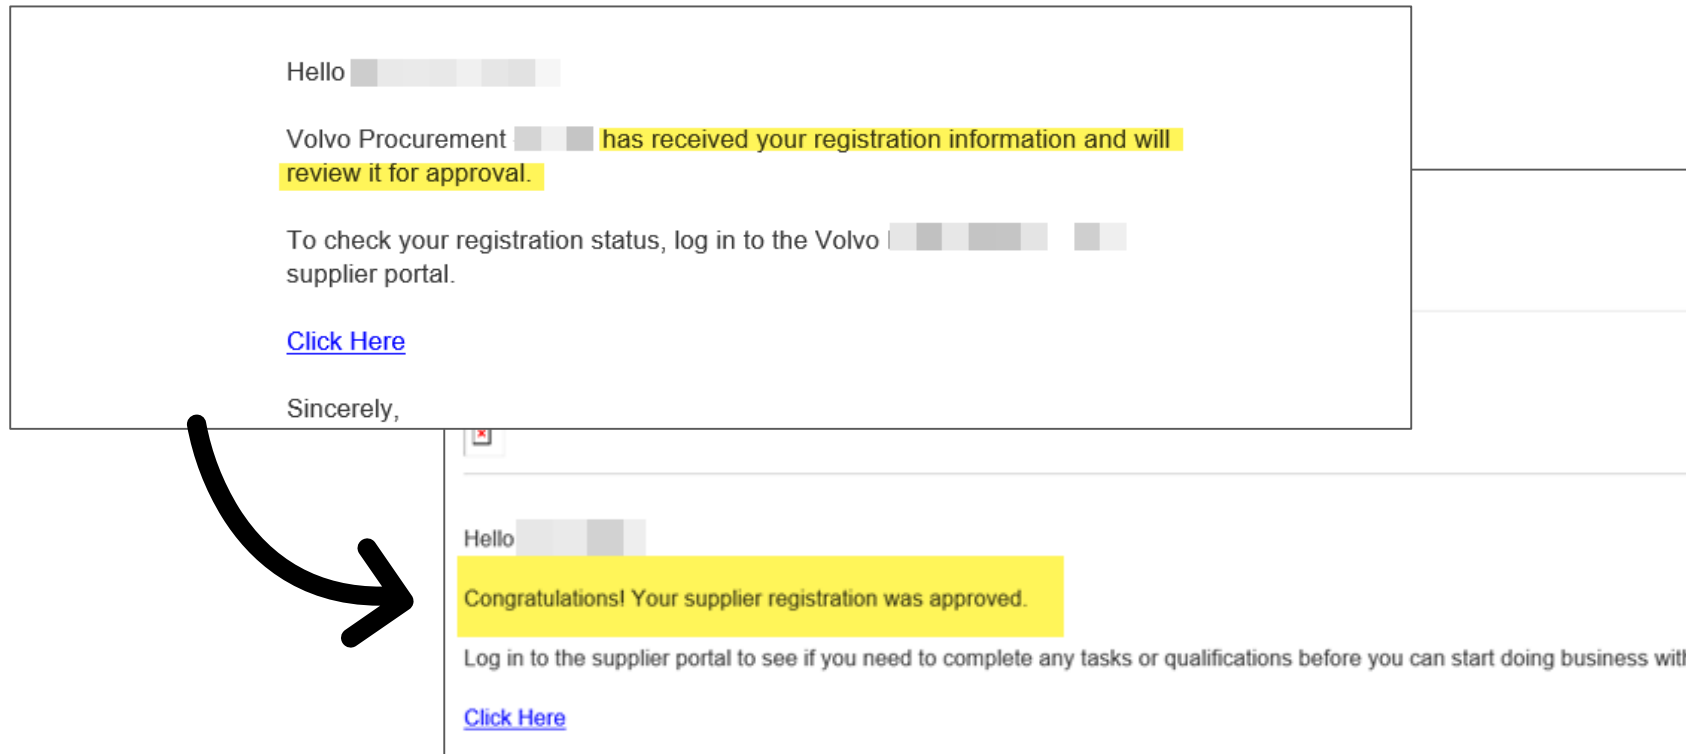 Hello
Volvo Procurement has received your registration information and will
review it for approval.
To check your registration status, log in to the Volvo
supplier portal.
Click Here
Sincerely,
Hello
Congratulations! Your supplier registration was approved.
Log in to the supplier portal to see if you need to complete any tasks or qualifications before you can start doing business
Click Here